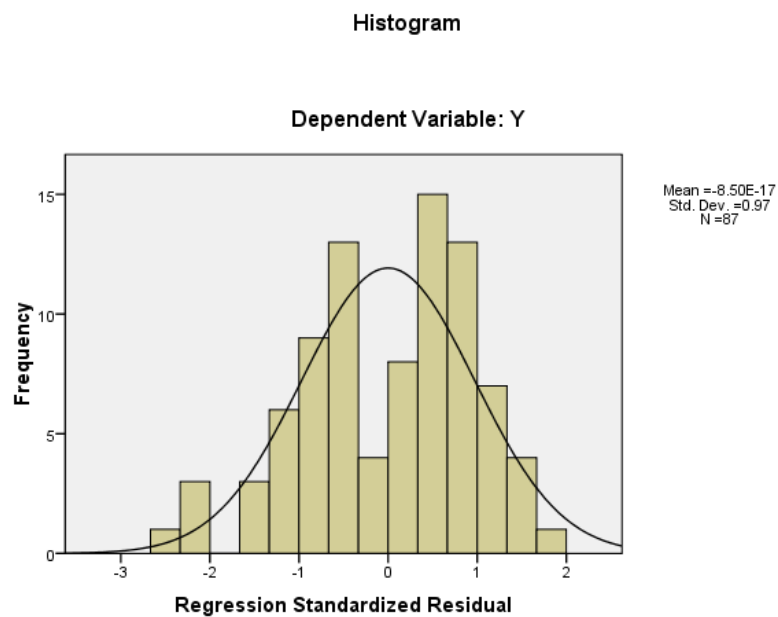 Histogram
Dependent Variable: Y
Mean =-8.50E-17
Std. Dev. =0.97
N =87
Frequency
15
10
5
0
-3 -2 -1 0 1 2
Regression Standardized Residual